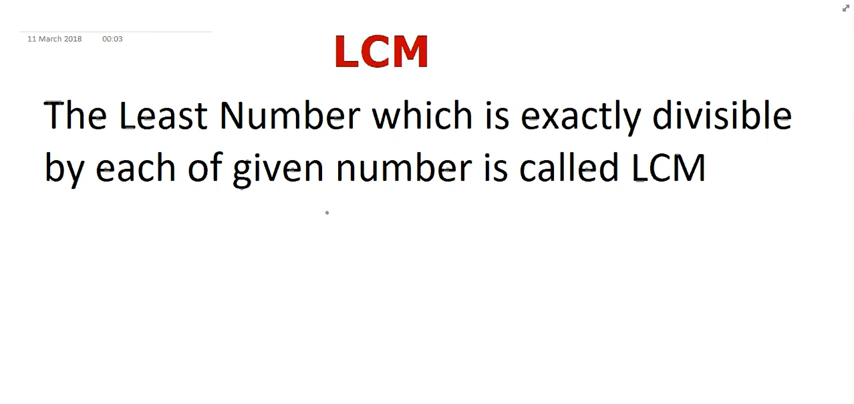 11 March 2018 00:03
LCM
The Least Number which is exactly divisible
by each of given number is called LCM